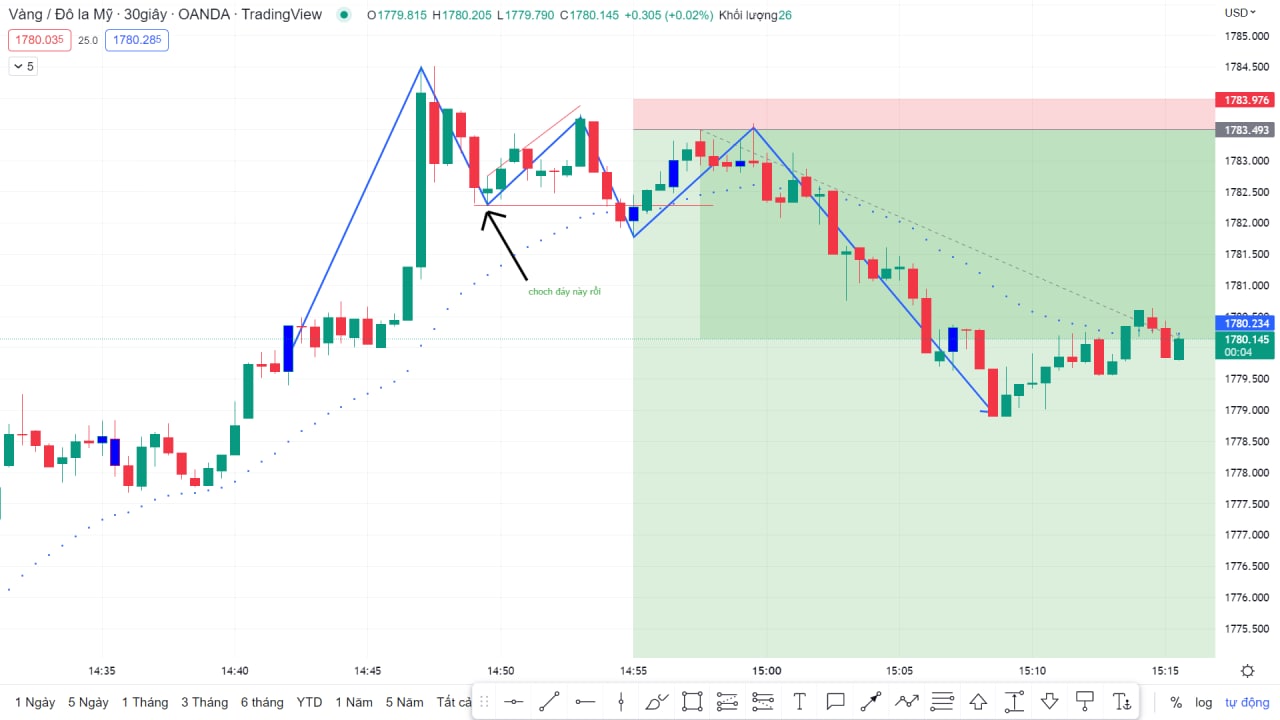 Vàng / Đô la Mỹ · 30giây · OANDA · TradingView
O1779.815 H1780.205 L1779.790 C1780.145 +0.305 (+0.02%) Khối lượng26
USD
1780.035 25.0 1780.285
5
1785.000
1784.500
1783.976
1783.493
1783.000
1782.500
1782.000
1781.500
1781.000
1780.234
1780.145
00:04
1779.500
1779.000
1778.500
1778.000
1777.500
1777.000
1776.500
1776.000
1775.500
choch đáy này rồi
14:35 14:40 14:45 14:50 14:55 15:00 15:05 15:10 15:15
1 Ngày 5 Ngày 1 Tháng 3 Tháng 6 tháng YTD 1 Năm 5 Năm Tất cả
% log tự động